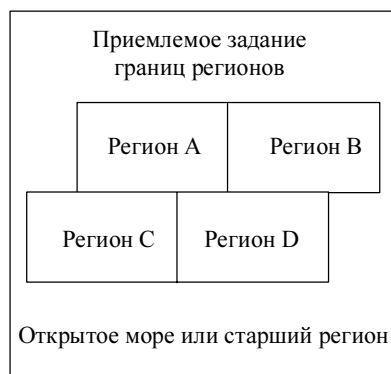 Приемлемое задание
границ регионов
Регион A
Регион B
Регион C
Регион D
Открытое море или старший регион